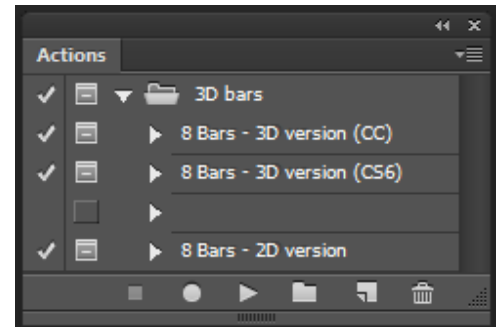 Actions
3D bars
8 Bars - 3D version (CC)
8 Bars - 3D version (CS6)
8 Bars - 2D version